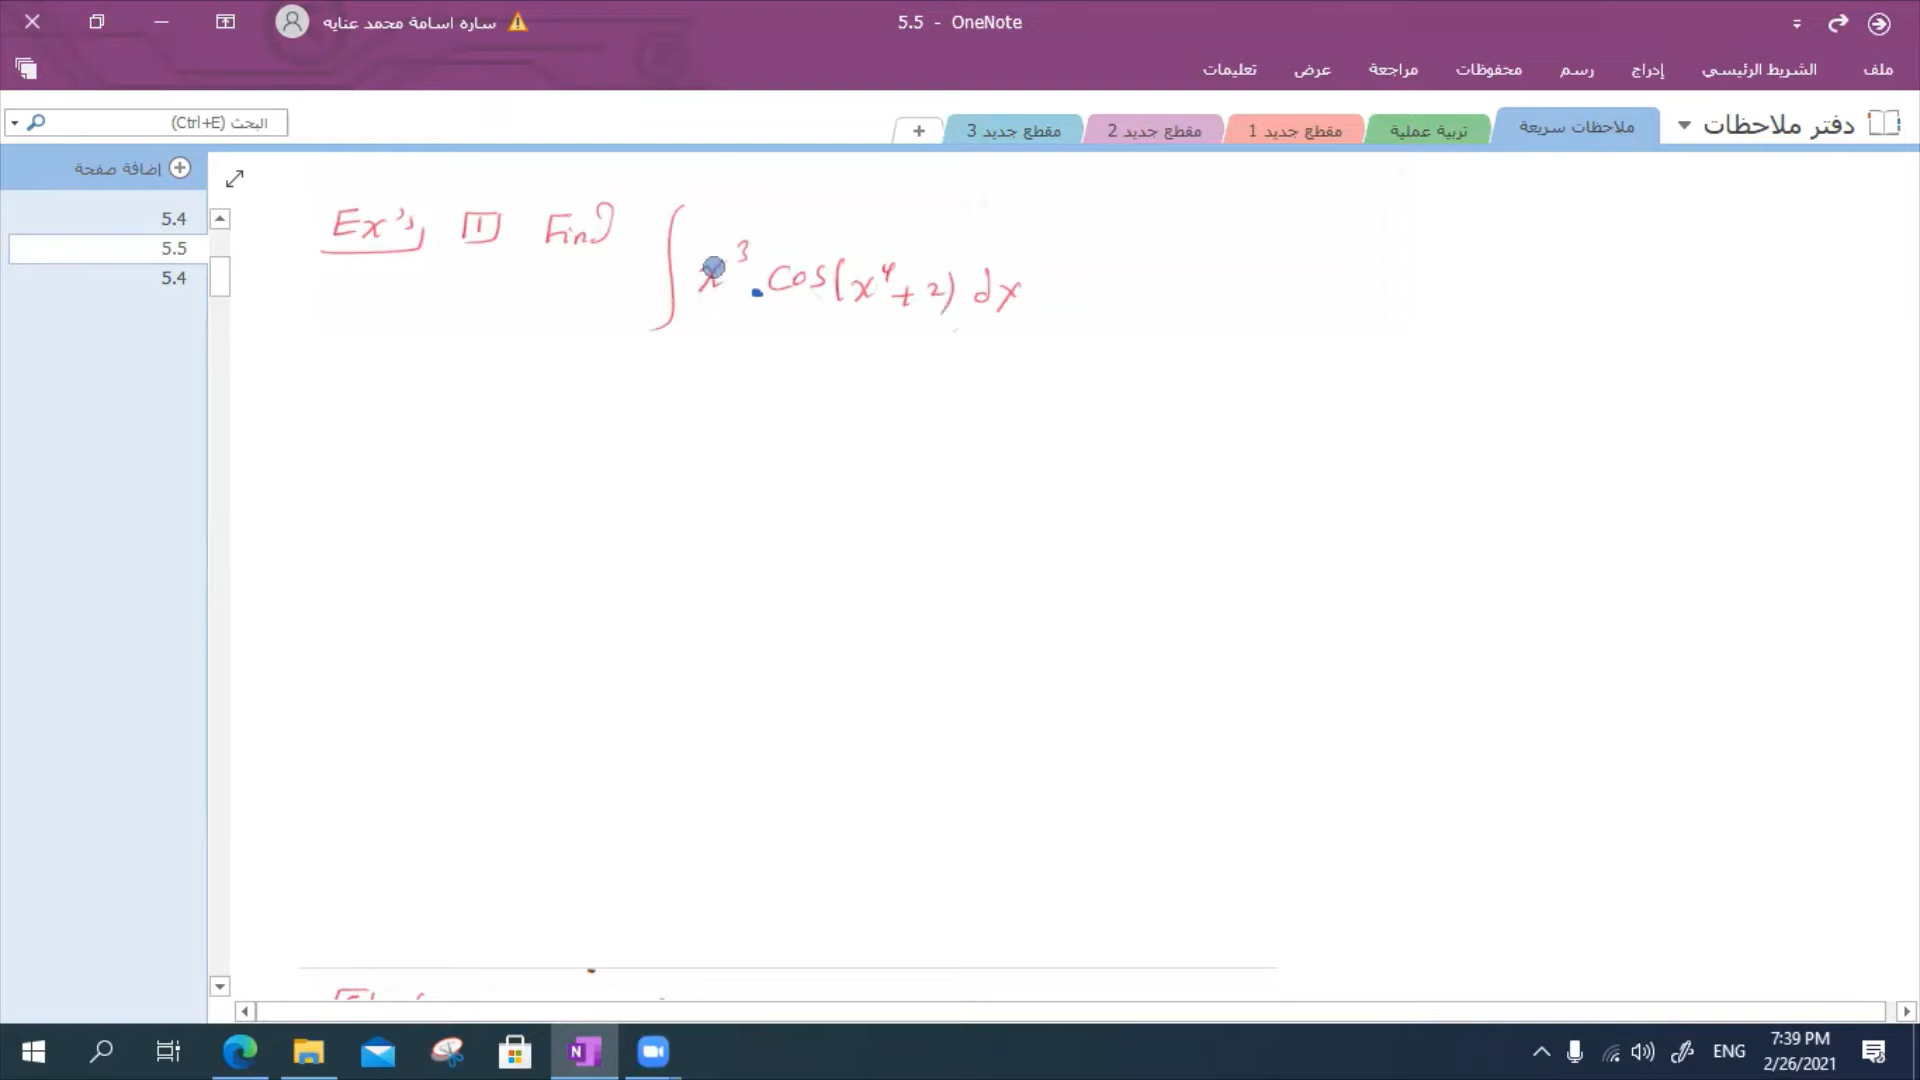 ساره اسامة محمد عنايه
5.5 - OneNote
ملف الشريط الرئيسي إدراج رسم محفوظات مراجعة عرض تعليمات
البحث (Ctrl+E)
دفتر ملاحظات
ملاحظات سريعة
تربية عملية
مقطع جديد 1
مقطع جديد 2
مقطع جديد 3
+
إضافة صفحة
5.4
5.5
5.4
Ex's, 1 Find ∫ x³ . Cos(x⁴+2) dx
ENG
7:39 PM
2/26/2021